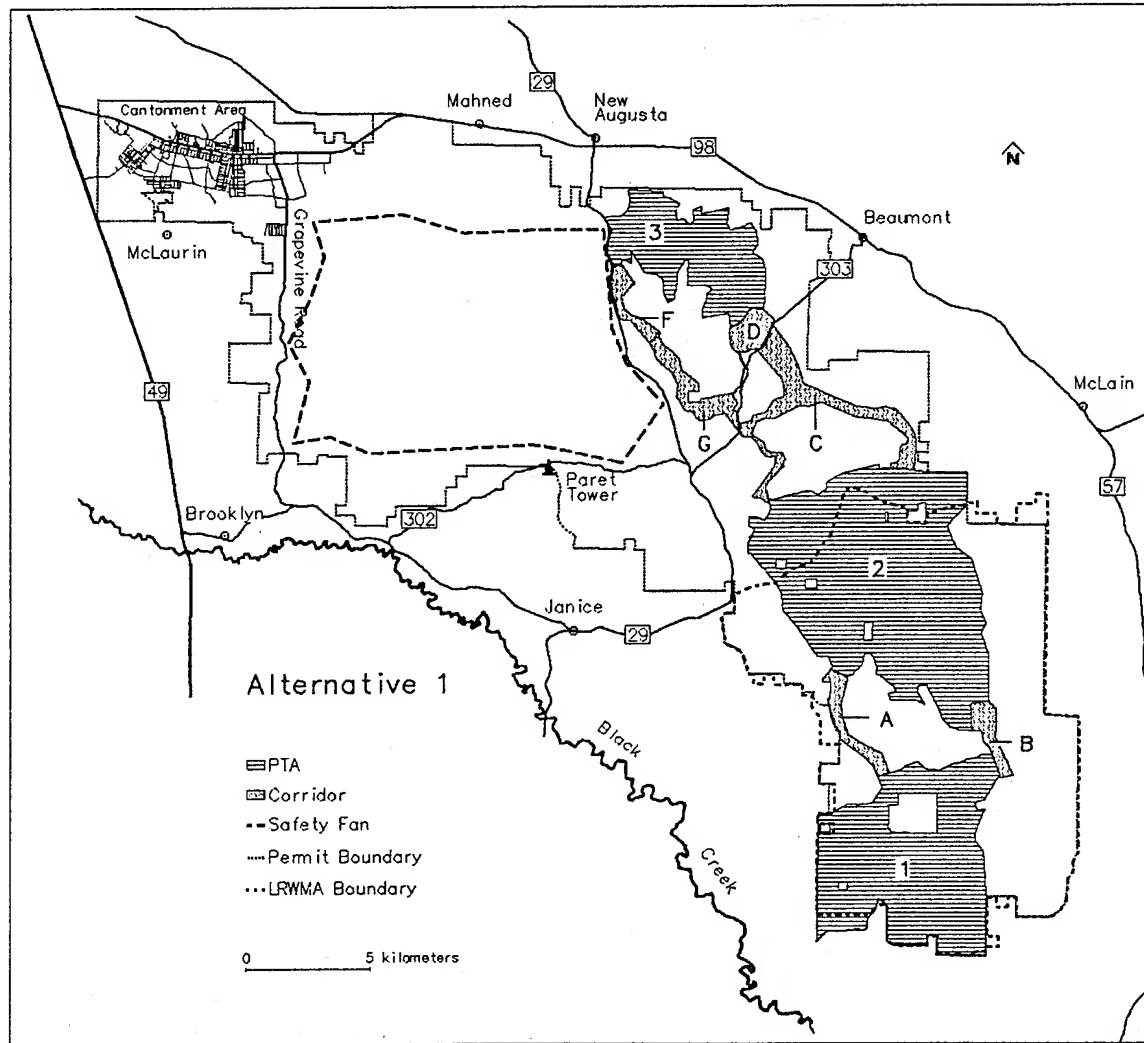 Cantonment Area
Mahned
29
New
Augusta
98
N
Beaumont
McLaurin
Grapevine Road
3
303
F
D
McLain
49
G
C
57
Paret
Tower
Brooklyn
302
2
Janice
29
Alternative 1
A
B
Black
Creek
1
PTA
Corridor
Safety Fan
Permit Boundary
LRWMA Boundary
0 5 kilometers